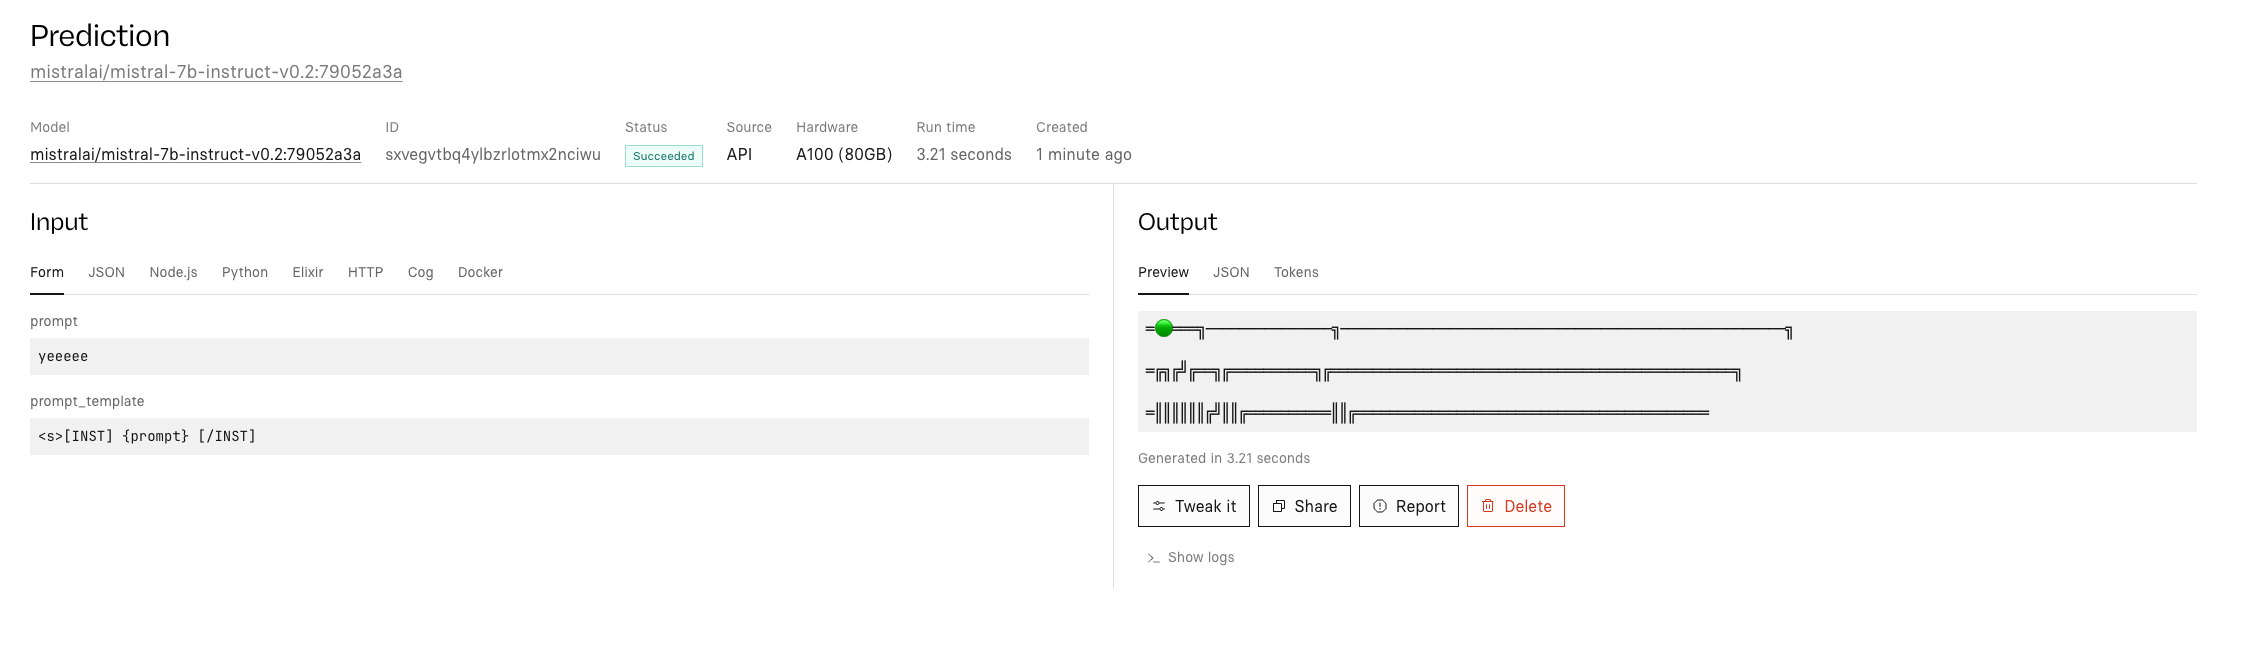 Prediction
mistralai/mistral-7b-instruct-v0.2:79052a3a
Model ID Status Source Hardware Run time Created
mistralai/mistral-7b-instruct-v0.2:79052a3a sxvegvtbq4ylbzrlotmx2nciwu Succeeded API A100 (80GB) 3.21 seconds 1 minute ago
Input
Form JSON Node.js Python Elixir HTTP Cog Docker
prompt
yeeeee
prompt_template
<s>[INST] {prompt} [/INST]
Output
Preview JSON Tokens
Generated in 3.21 seconds
Tweak it Share Report Delete
Show logs